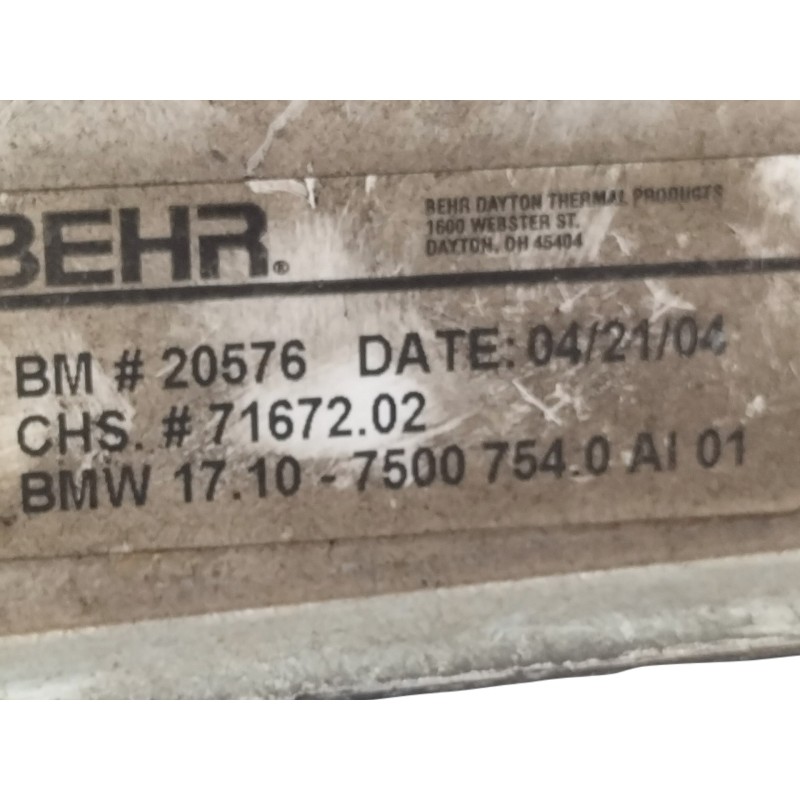 BEHR®
BEHR DAYTON THERMAL PRODUCTS
1600 WEBSTER ST.
DAYTON, OH 45404
BM # 20576 DATE: 04/21/04
CHS. # 71672.02
BMW 17.10 - 7500 754.0 AI 01